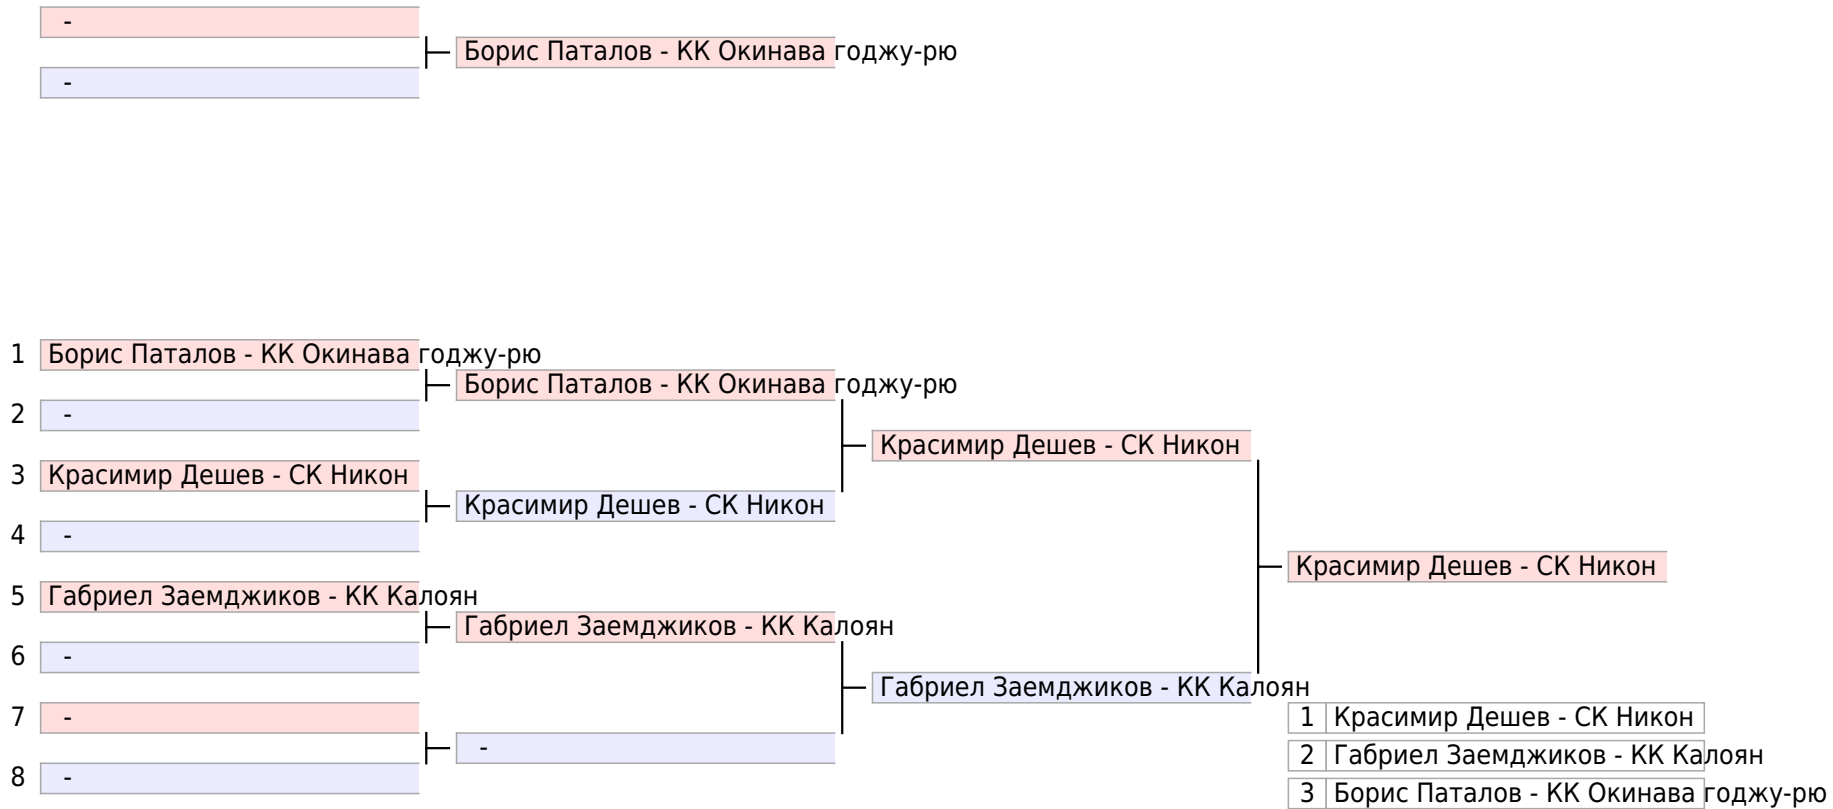 -
Борис Паталов - КК Окинава годжу-рю
-
1 Борис Паталов - КК Окинава годжу-рю
Борис Паталов - КК Окинава годжу-рю
2 -
Красимир Дешев - СК Никон
3 Красимир Дешев - СК Никон
Красимир Дешев - СК Никон
4 -
Красимир Дешев - СК Никон
5 Габриел Заемджиков - КК Калоян
Габриел Заемджиков - КК Калоян
6 -
Габриел Заемджиков - КК Калоян
7 -
-
8 -
1 Красимир Дешев - СК Никон
2 Габриел Заемджиков - КК Калоян
3 Борис Паталов - КК Окинава годжу-рю